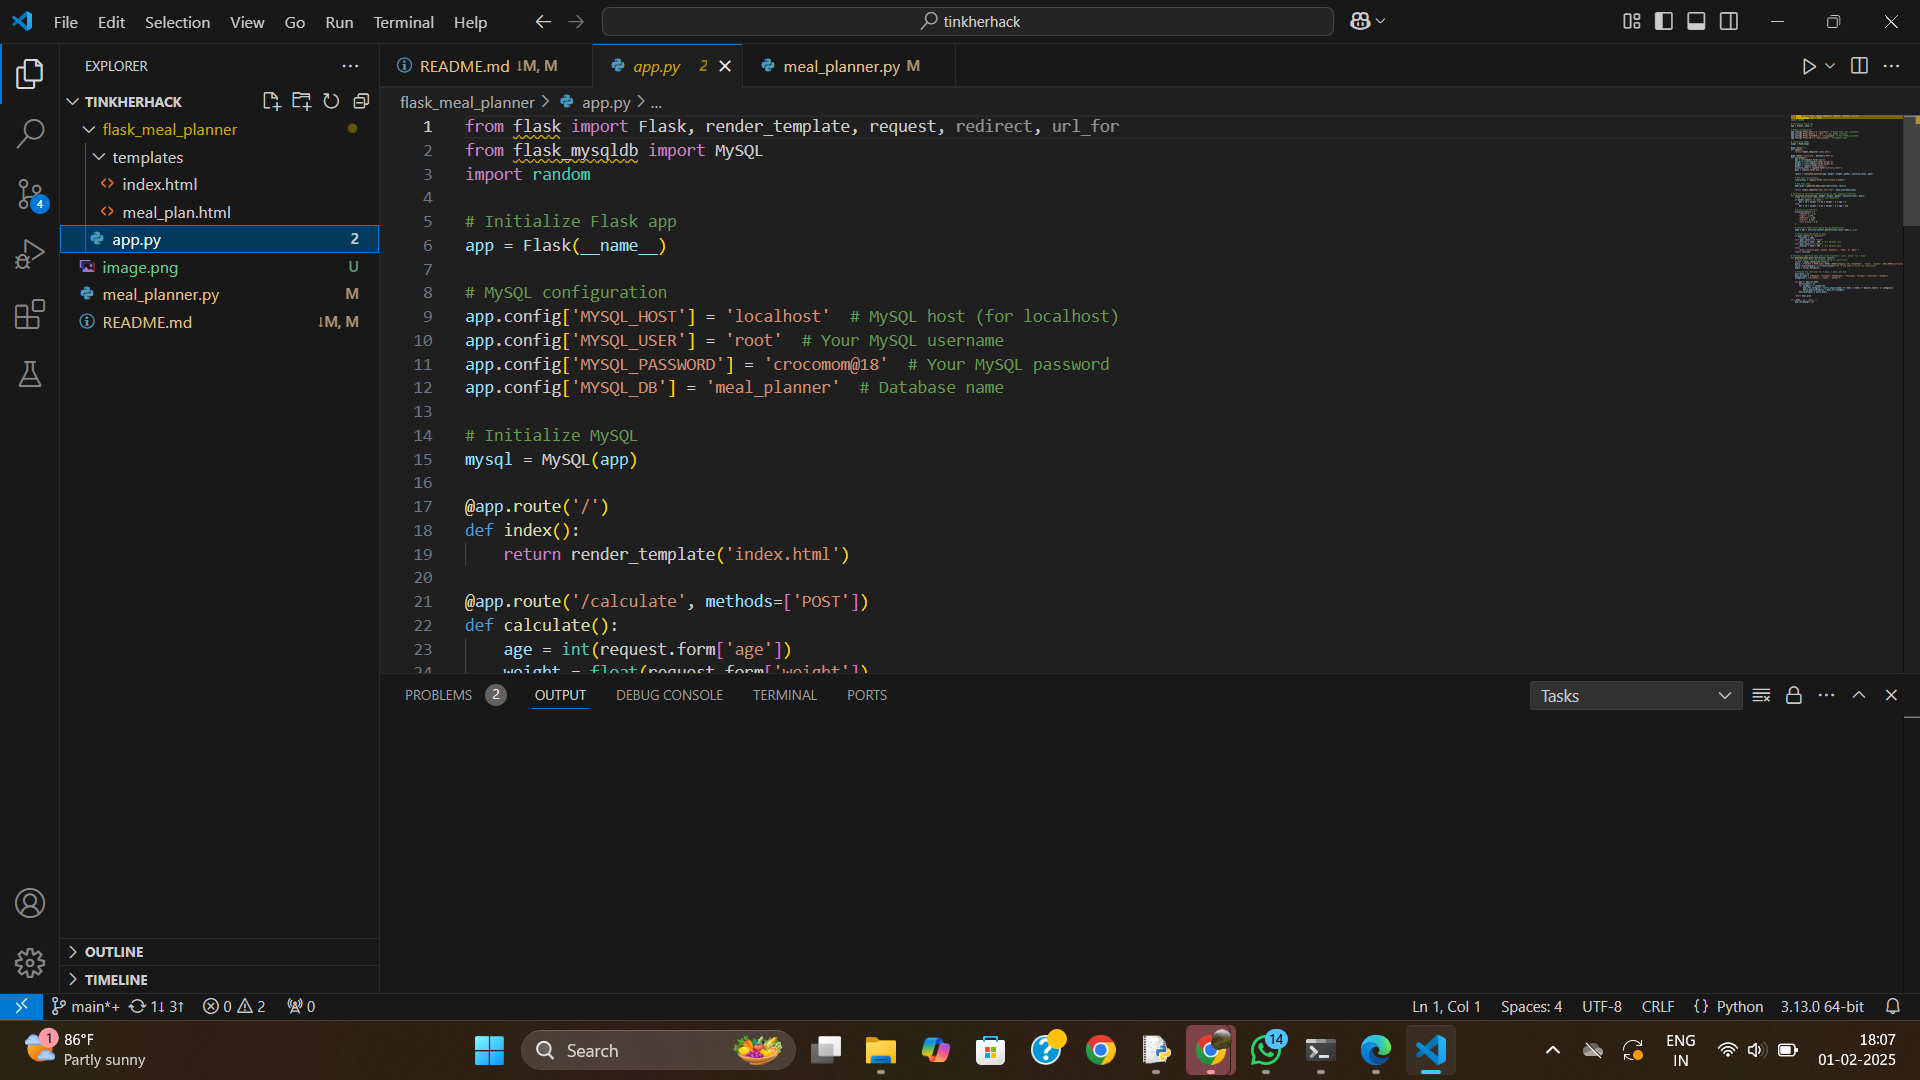 File Edit Selection View Go Run Terminal Help
tinkherhack
EXPLORER
TINKHERHACK
flask_meal_planner
templates
index.html
meal_plan.html
app.py 2
image.png U
meal_planner.py M
README.md ↓M, M
OUTLINE
TIMELINE
README.md ↓M, M
app.py 2
meal_planner.py M
flask_meal_planner > app.py > ...
1 from flask import Flask, render_template, request, redirect, url_for
2 from flask_mysqldb import MySQL
3 import random
4
5 # Initialize Flask app
6 app = Flask(__name__)
7
8 # MySQL configuration
9 app.config['MYSQL_HOST'] = 'localhost'  # MySQL host (for localhost)
10 app.config['MYSQL_USER'] = 'root'  # Your MySQL username
11 app.config['MYSQL_PASSWORD'] = 'crocomom@18'  # Your MySQL password
12 app.config['MYSQL_DB'] = 'meal_planner'  # Database name
13
14 # Initialize MySQL
15 mysql = MySQL(app)
16
17 @app.route('/')
18 def index():
19 return render_template('index.html')
20
21 @app.route('/calculate', methods=['POST'])
22 def calculate():
23 age = int(request.form['age'])
24 weight = float(request.form['weight'])
PROBLEMS 2 OUTPUT DEBUG CONSOLE TERMINAL PORTS
Tasks
4
main*+ 1↓ 3↑ 0 2 0
Ln 1, Col 1 Spaces: 4 UTF-8 CRLF {} Python 3.13.0 64-bit
1
86°F
Partly sunny
Search
14
ENG
IN
18:07
01-02-2025